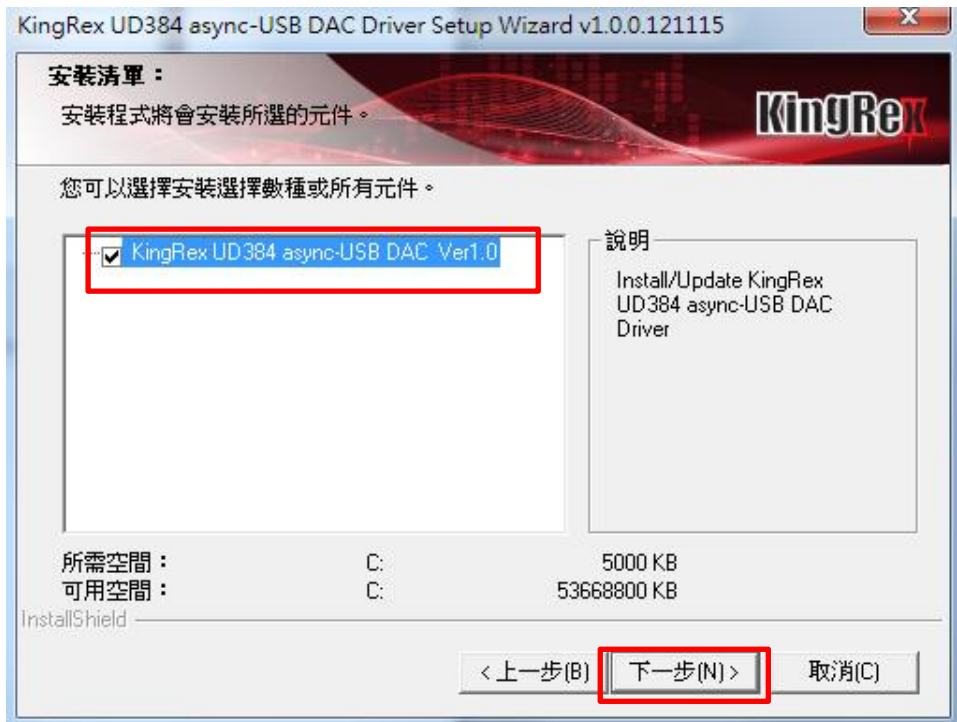 KingRex UD384 async-USB DAC Driver Setup Wizard v1.0.0.121115
安裝清單：
安裝程式將會安裝所選的元件。
KingRex
您可以選擇安裝選擇數種或所有元件。
KingRex UD384 async-USB DAC Ver1.0
說明
Install/Update KingRex
UD384 async-USB DAC
Driver
所需空間： C: 5000 KB
可用空間： C: 53668800 KB
InstallShield
<上一步(B) 下一步(N)> 取消(C)